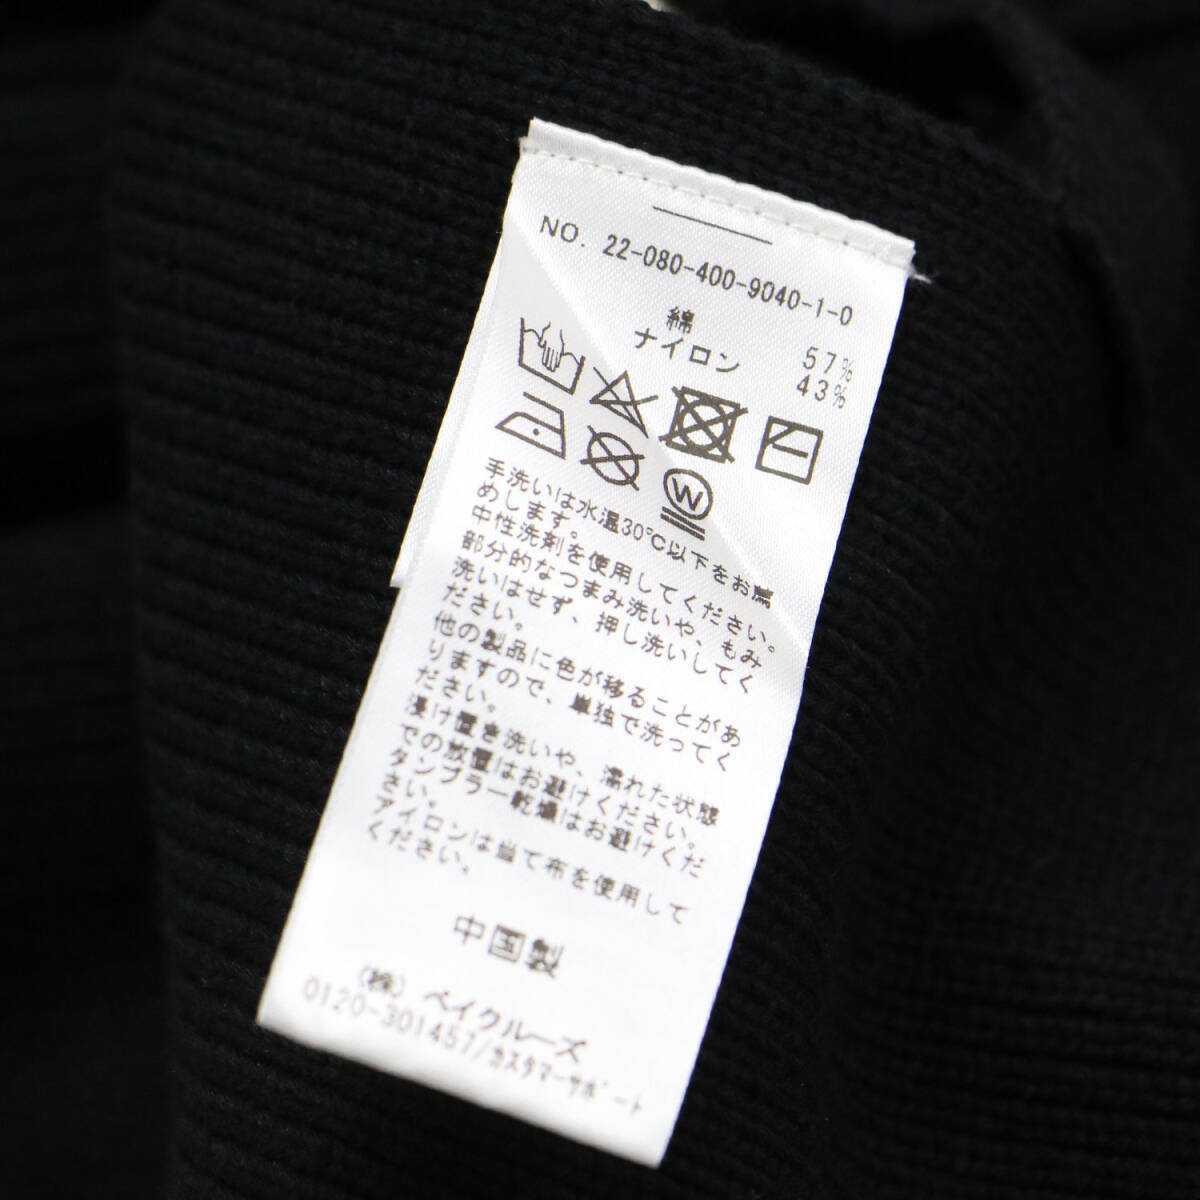 NO. 22-080-400-9040-1-0
綿 57%
ナイロン 43%
W
手洗いは水温30℃以下をお薦
めします。
中性洗剤を使用してください。
部分的なつまみ洗いや、もみ
洗いはせず、押し洗いしてく
ださい。
他の製品に色が移ることがあ
りますので、単独で洗ってく
ださい。
浸け置き洗いや、濡れた状態
での放置はお避けください。
タンブラー乾燥はお避けくだ
さい。
アイロンは当て布を使用して
ください。
中国製
(株) ベイクルーズ
0120-301457/カスタマーサポート